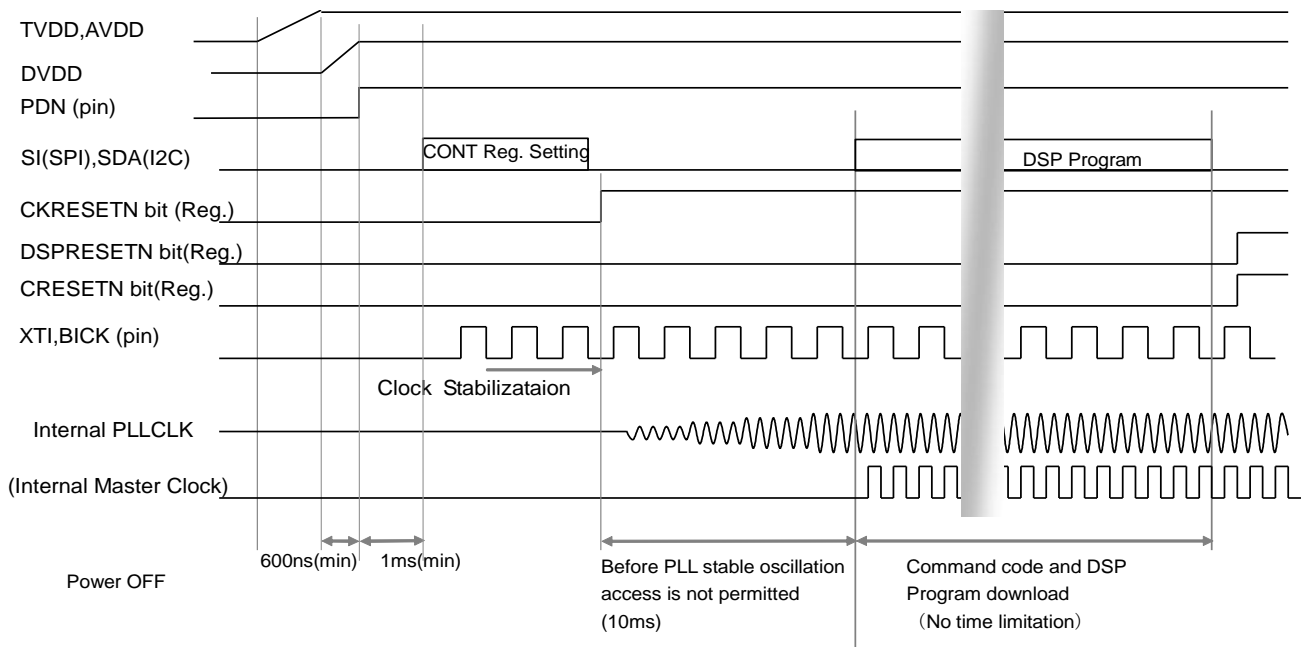 TVDD,AVDD
DVDD
PDN (pin)
SI(SPI),SDA(I2C)
CONT Reg. Setting
DSP Program
CKRESETN bit (Reg.)
DSPRESETN bit(Reg.)
CRESETN bit(Reg.)
XTI,BICK (pin)
Clock Stabilizataion
Internal PLLCLK
(Internal Master Clock)
600ns(min)
1ms(min)
Power OFF
Before PLL stable oscillation
access is not permitted
(10ms)
Command code and DSP
Program download
（No time limitation）